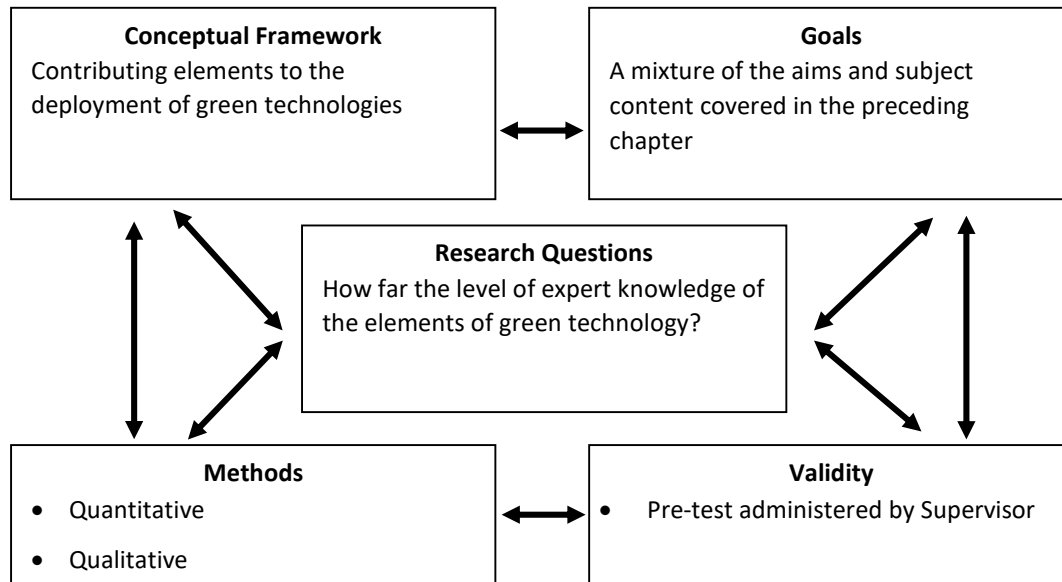 Conceptual Framework
Contributing elements to the
deployment of green technologies
Goals
A mixture of the aims and subject
content covered in the preceding
chapter
Research Questions
How far the level of expert knowledge of
the elements of green technology?
Methods
• Quantitative
• Qualitative
Validity
• Pre-test administered by Supervisor